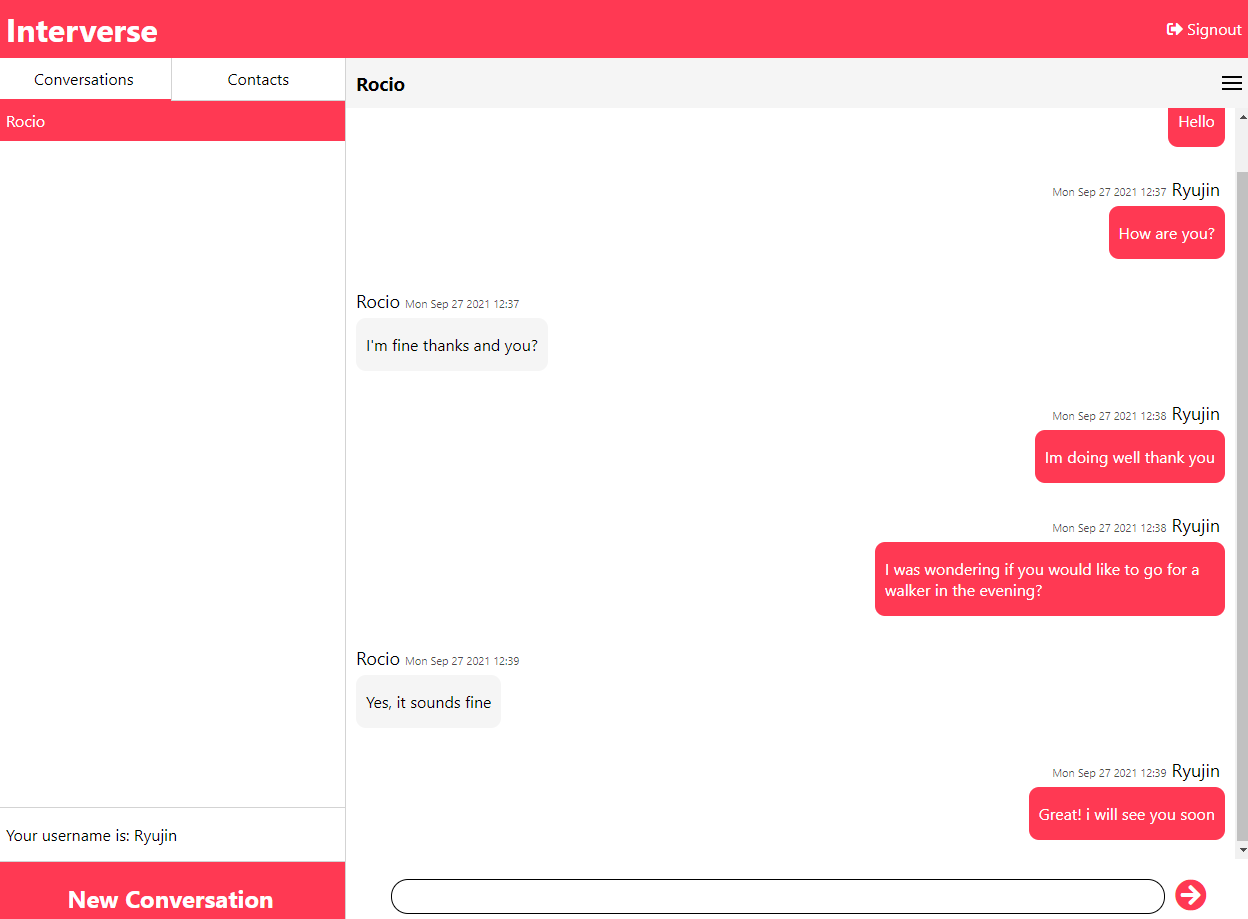 Interverse
Signout
Conversations
Contacts
Rocio
Your username is: Ryujin
New Conversation
Rocio
Hello
Mon Sep 27 2021 12:37 Ryujin
How are you?
Rocio Mon Sep 27 2021 12:37
I'm fine thanks and you?
Mon Sep 27 2021 12:38 Ryujin
Im doing well thank you
Mon Sep 27 2021 12:38 Ryujin
I was wondering if you would like to go for a
walker in the evening?
Rocio Mon Sep 27 2021 12:39
Yes, it sounds fine
Mon Sep 27 2021 12:39 Ryujin
Great! i will see you soon